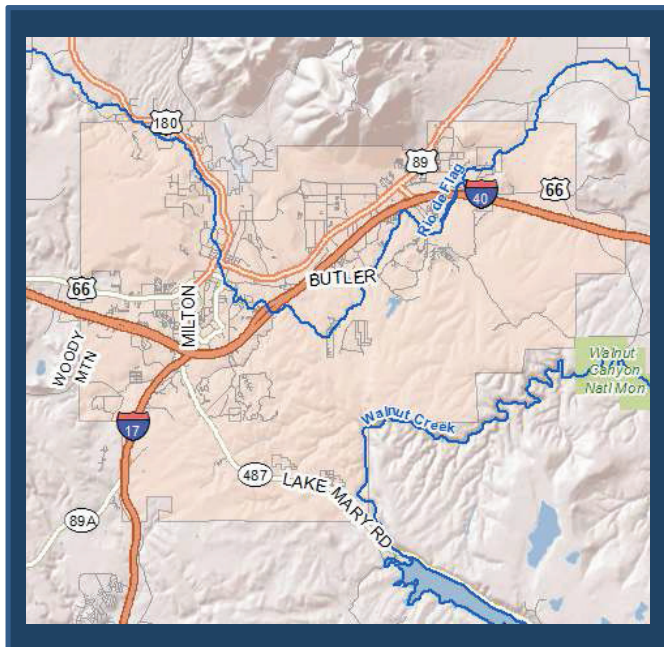 180
89
Rio de Flag
40
66
BUTLER
66
MILTON
WOODY
MTN
Walnut
Canyon
Natl Mon
Walnut Creek
17
487
LAKE MARY RD
89A